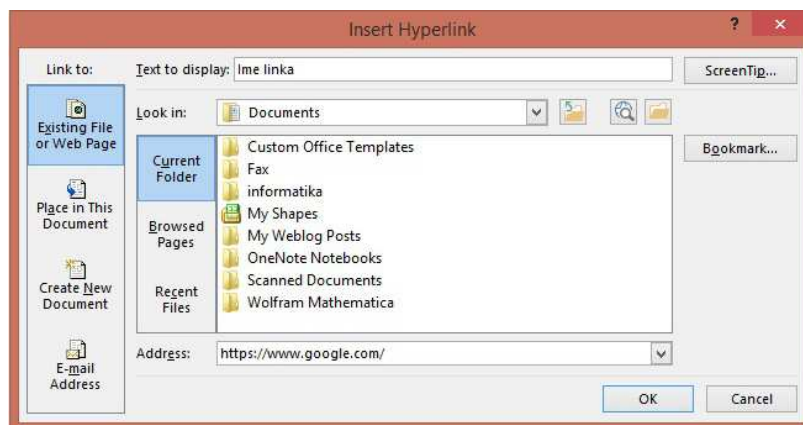 Insert Hyperlink
?
Link to:
Text to display: Ime linka
ScreenTip...
Existing File
or Web Page
Look in: Documents
Bookmark...
Current
Folder
Custom Office Templates
Fax
informatika
My Shapes
My Weblog Posts
OneNote Notebooks
Scanned Documents
Wolfram Mathematica
Place in This
Document
Browsed
Pages
Create New
Document
Recent
Files
E-mail
Address
Address: https://www.google.com/
OK
Cancel